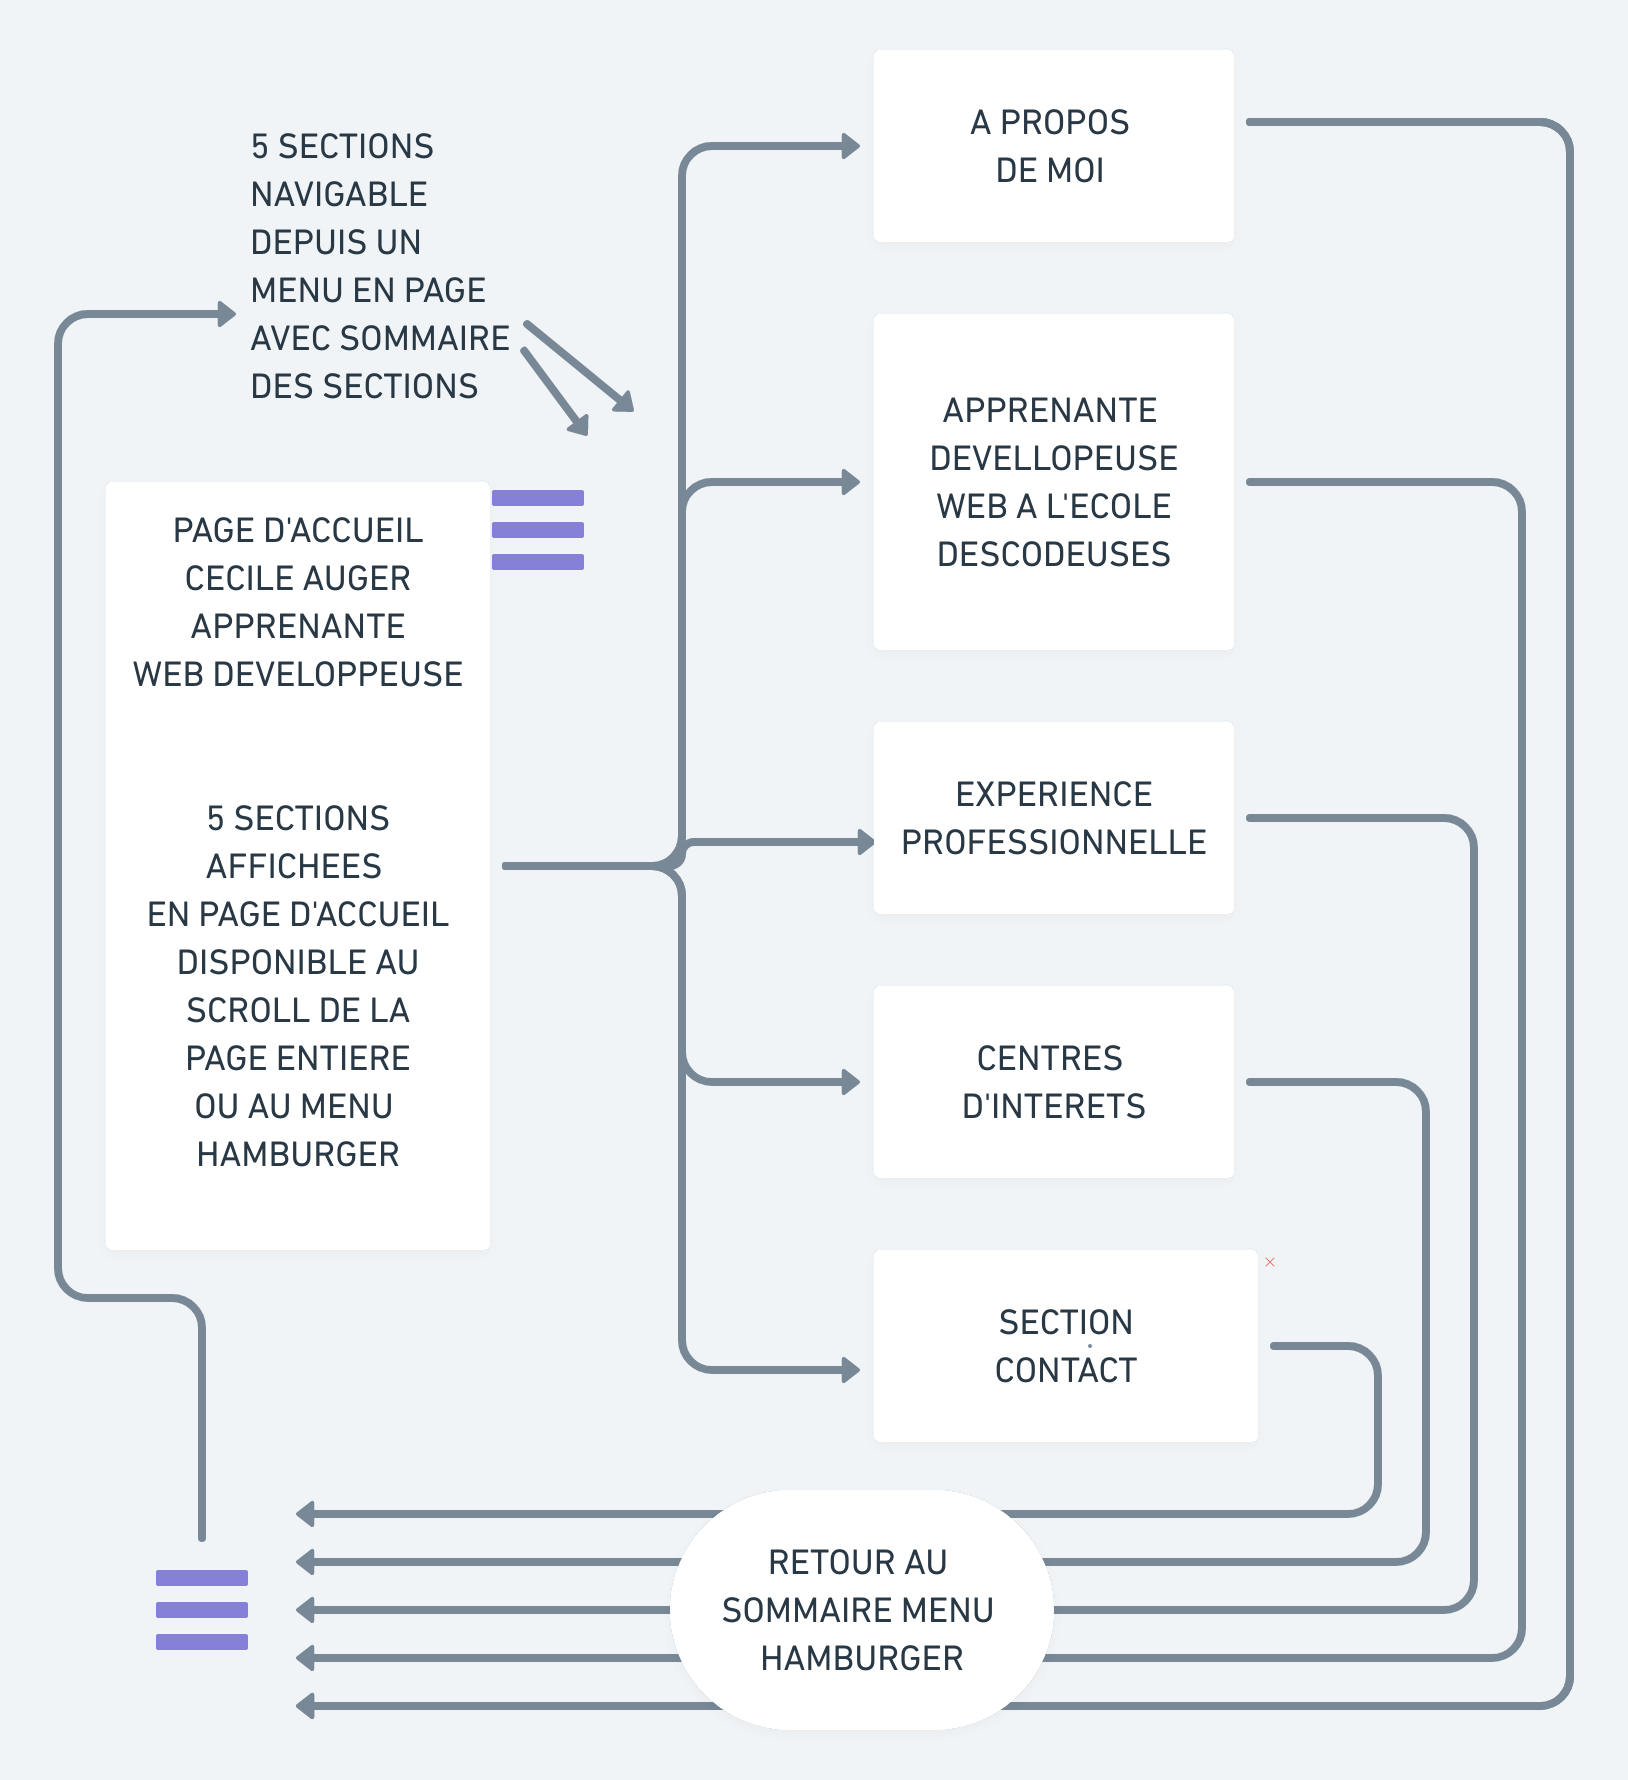 5 SECTIONS
NAVIGABLE
DEPUIS UN
MENU EN PAGE
AVEC SOMMAIRE
DES SECTIONS
PAGE D'ACCUEIL
CECILE AUGER
APPRENANTE
WEB DEVELOPPEUSE
5 SECTIONS
AFFICHEES
EN PAGE D'ACCUEIL
DISPONIBLE AU
SCROLL DE LA
PAGE ENTIERE
OU AU MENU
HAMBURGER
A PROPOS
DE MOI
APPRENANTE
DEVELLOPEUSE
WEB A L'ECOLE
DESCODEUSES
EXPERIENCE
PROFESSIONNELLE
CENTRES
D'INTERETS
SECTION
CONTACT
RETOUR AU
SOMMAIRE MENU
HAMBURGER